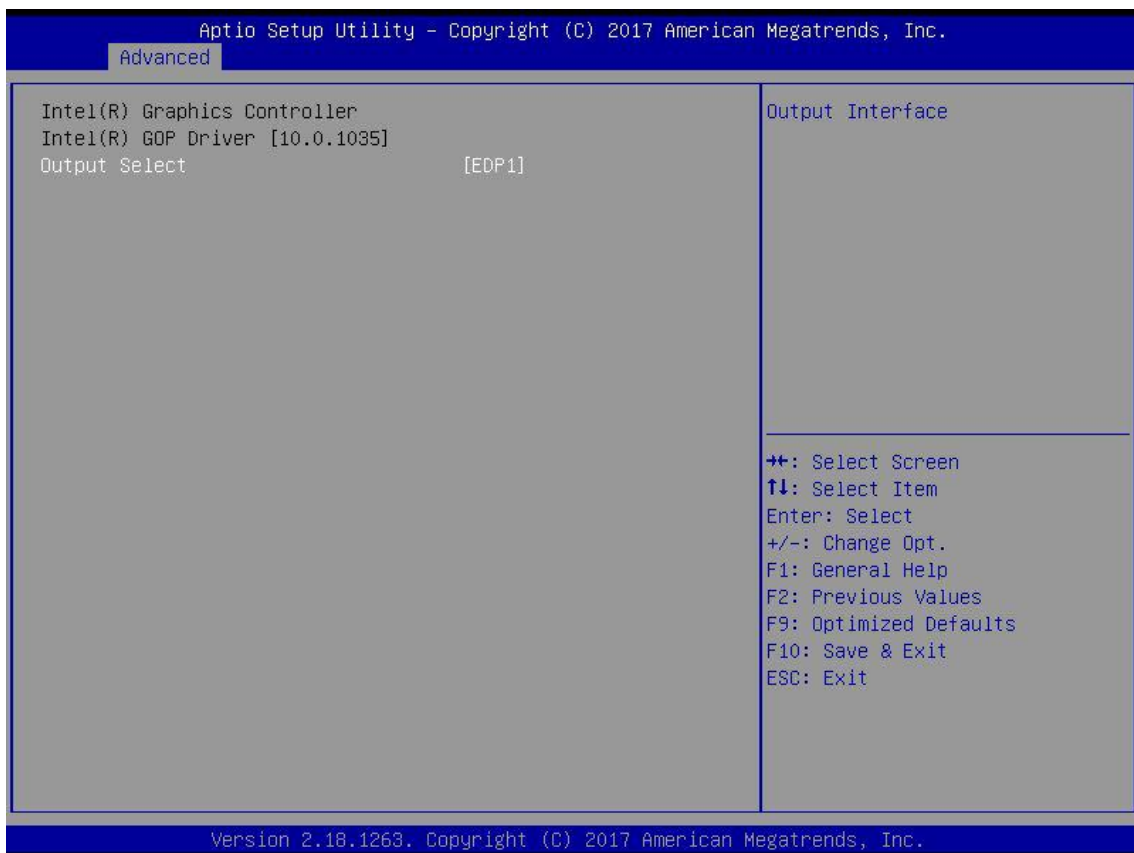 Aptio Setup Utility – Copyright (C) 2017 American Megatrends, Inc.
Advanced
Intel(R) Graphics Controller
Intel(R) GOP Driver [10.0.1035]
Output Select [EDP1]
Output Interface
→←: Select Screen
↑↓: Select Item
Enter: Select
+/-: Change Opt.
F1: General Help
F2: Previous Values
F9: Optimized Defaults
F10: Save & Exit
ESC: Exit
Version 2.18.1263. Copyright (C) 2017 American Megatrends, Inc.